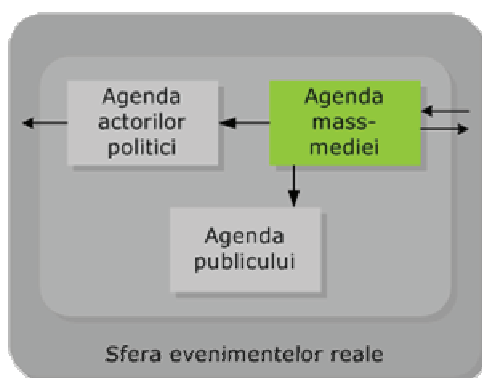 Agenda
actorilor
politici
Agenda
mass-
mediei
Agenda
publicului
Sfera evenimentelor reale